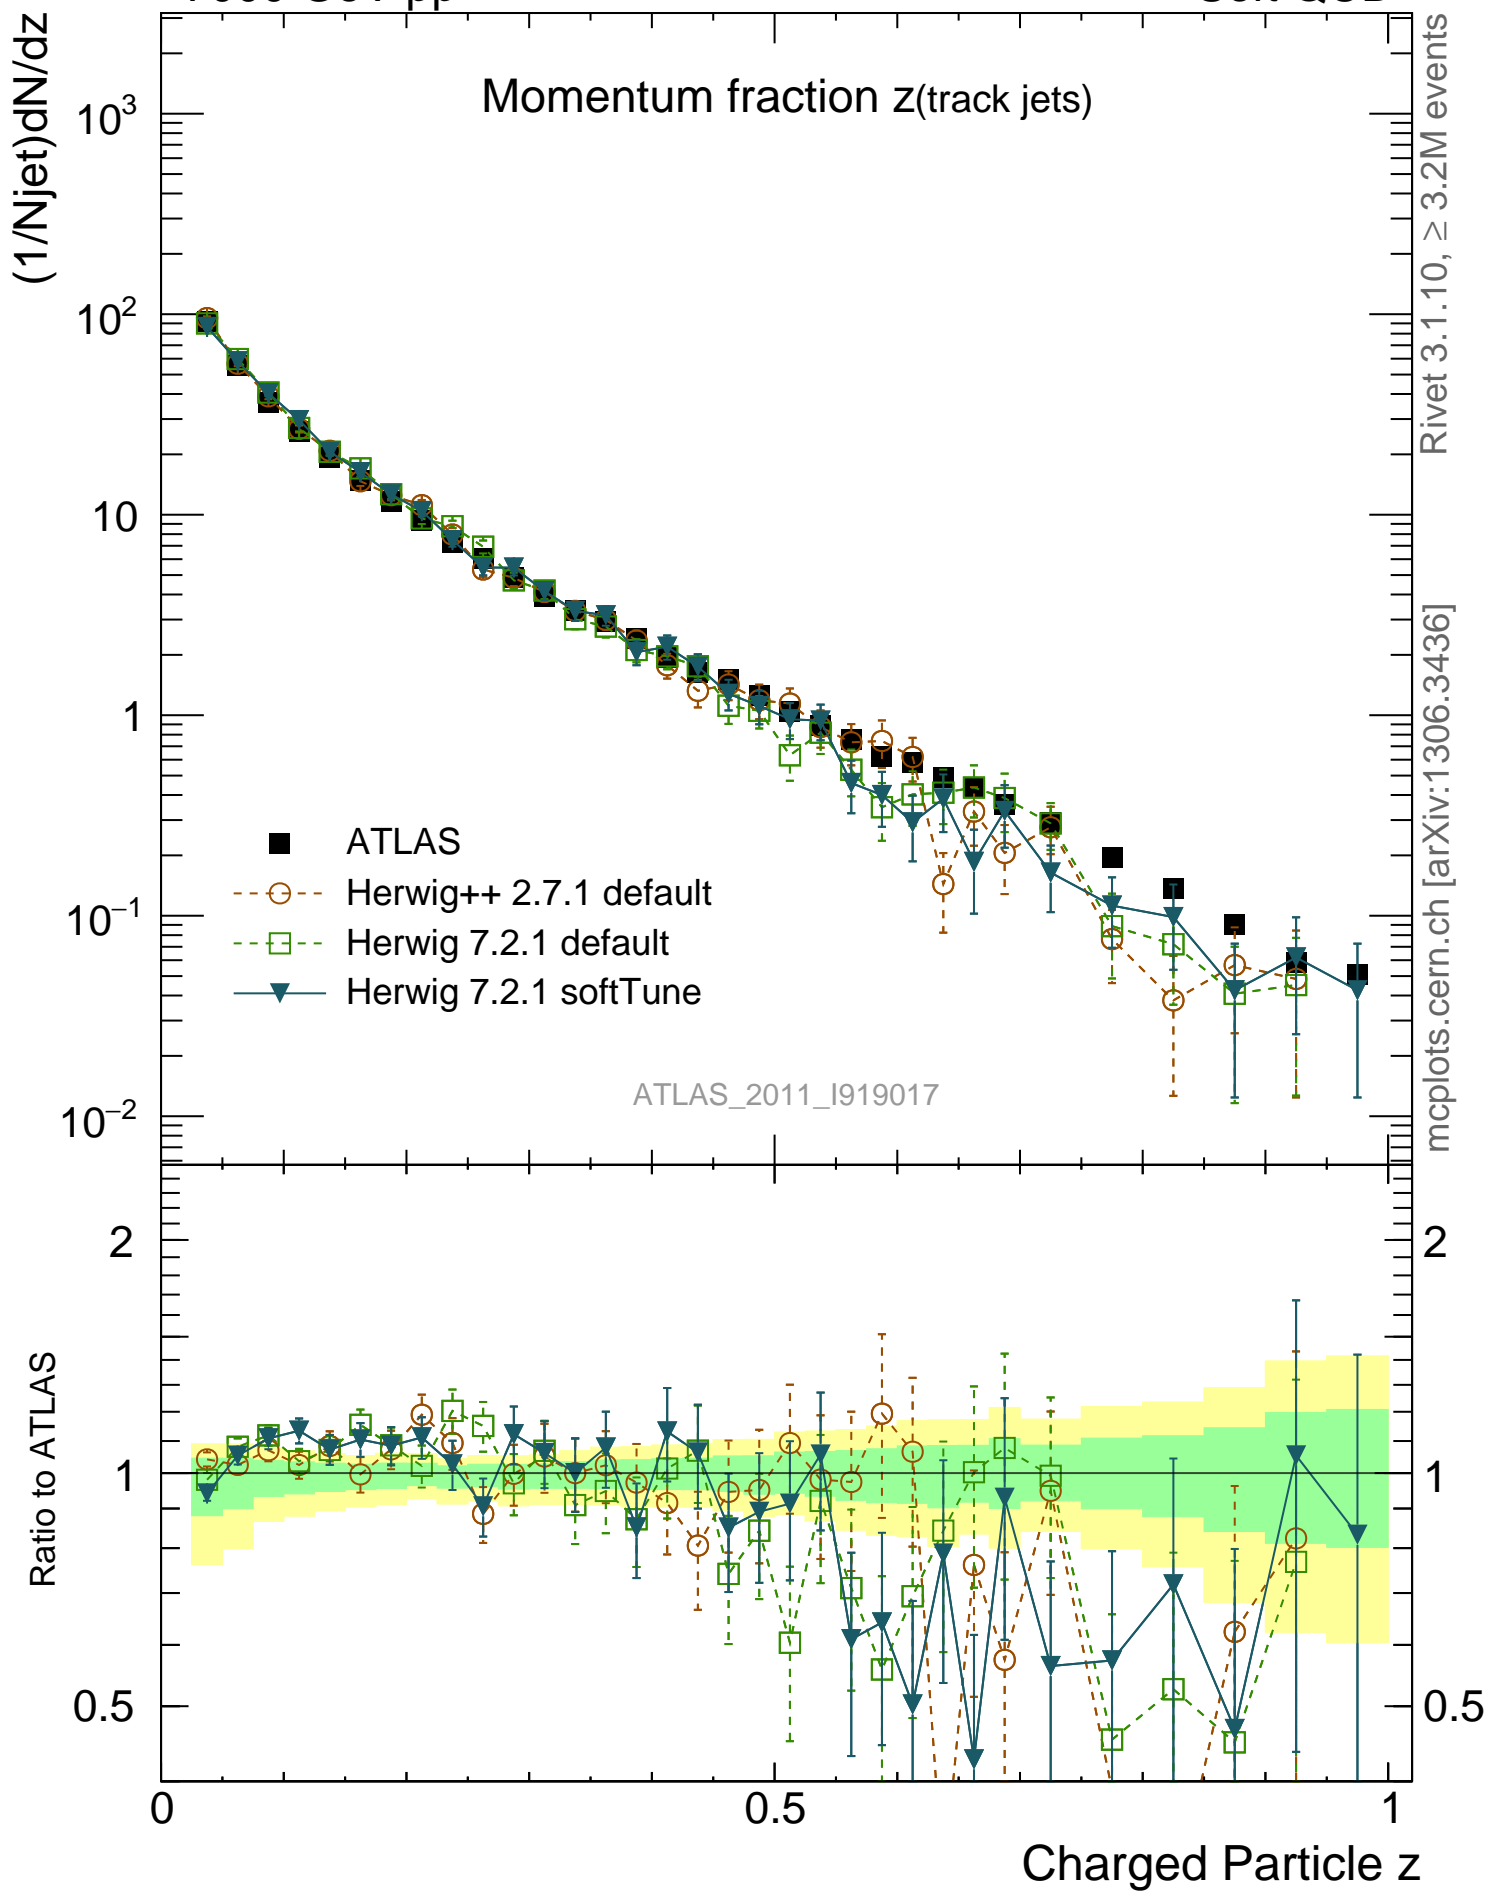 Momentum fraction z(track jets)
(1/Njet)dN/dz
10³
10²
10
1
10⁻¹
10⁻²
ATLAS
Herwig++ 2.7.1 default
Herwig 7.2.1 default
Herwig 7.2.1 softTune
ATLAS_2011_I919017
Rivet 3.1.10, ≥ 3.2M events
mcplots.cern.ch [arXiv:1306.3436]
Ratio to ATLAS
2
1
0.5
2
1
0.5
0
0.5
1
Charged Particle z